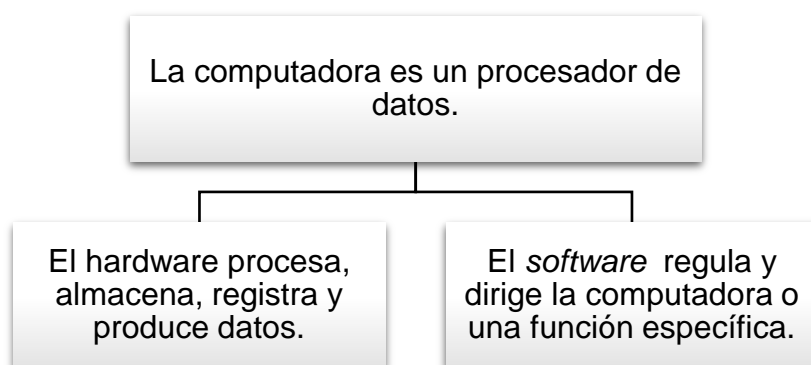 La computadora es un procesador de
datos.
El hardware procesa,
almacena, registra y
produce datos.
El software regula y
dirige la computadora o
una función específica.